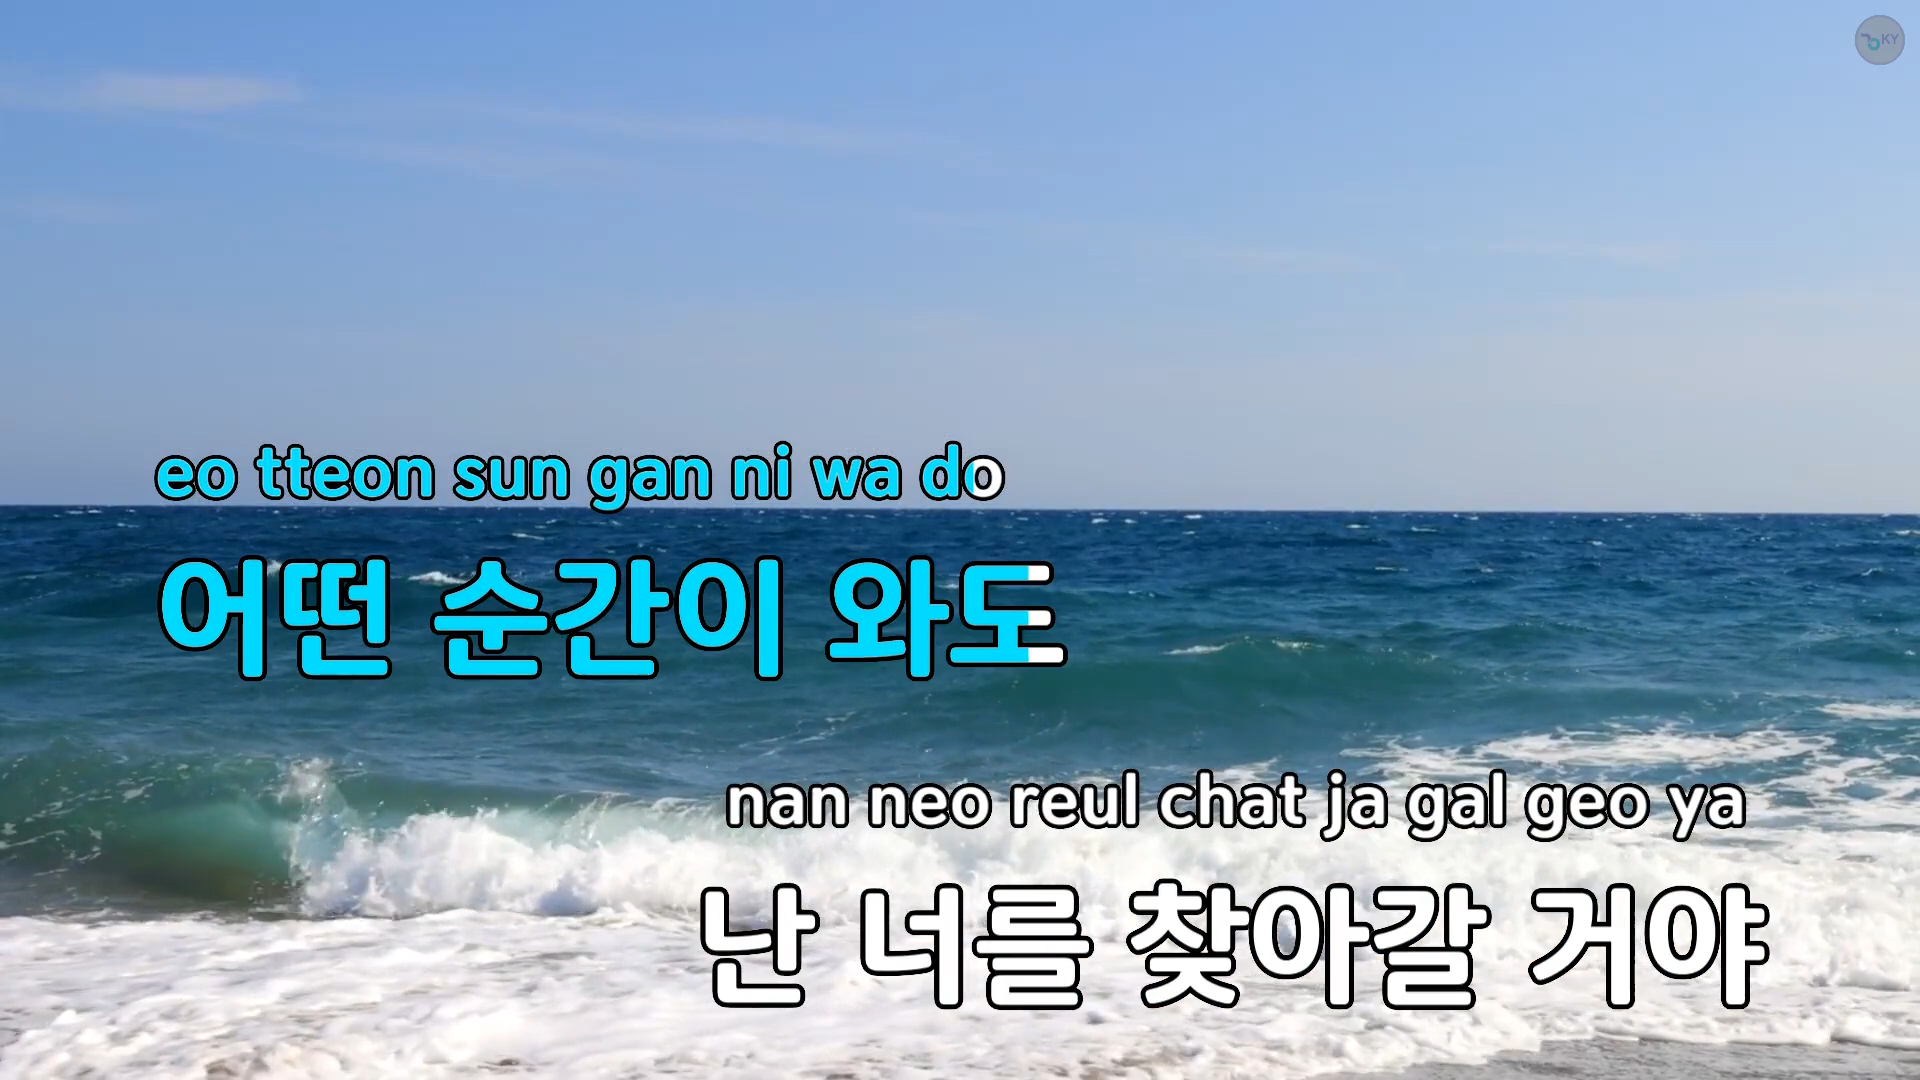 KY
eo tteon sun gan ni wa do
어떤 순간이 와도
nan neo reul chat ja gal geo ya
난 너를 찾아갈 거야